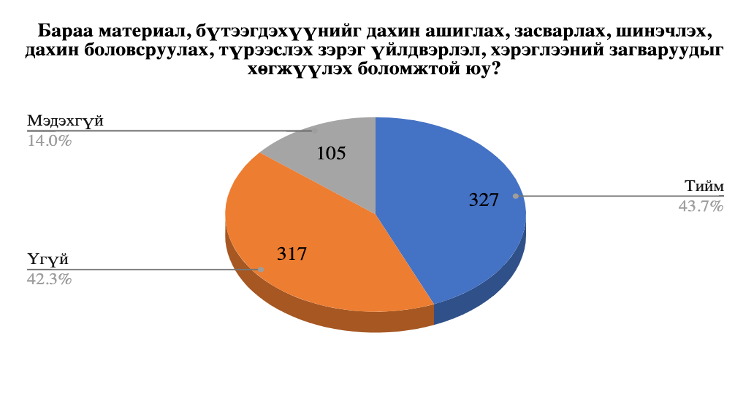 Бараа материал, бүтээгдэхүүнийг дахин ашиглах, засварлах, шинэчлэх,
дахин боловсруулах, түрээслэх зэрэг үйлдвэрлэл, хэрэглээний загваруудыг
хөгжүүлэх боломжтой юу?
Мэдэхгүй
14.0%
105
Тийм
43.7%
327
317
Үгүй
42.3%